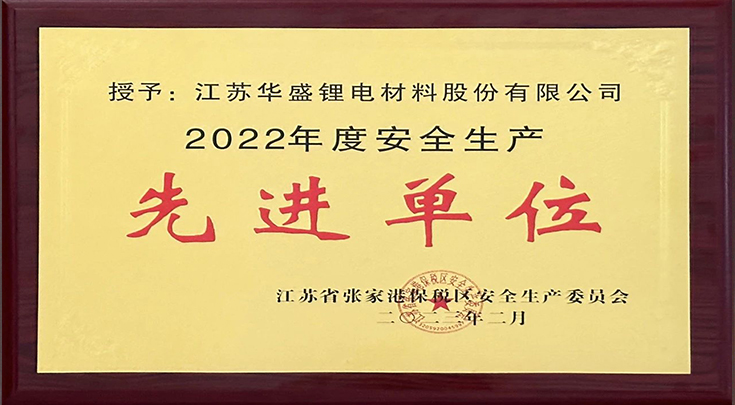 授予：江苏华盛锂电材料股份有限公司
2022年度安全生产
先进单位
江苏省张家港保税区安全生产委员会
二〇二三年二月